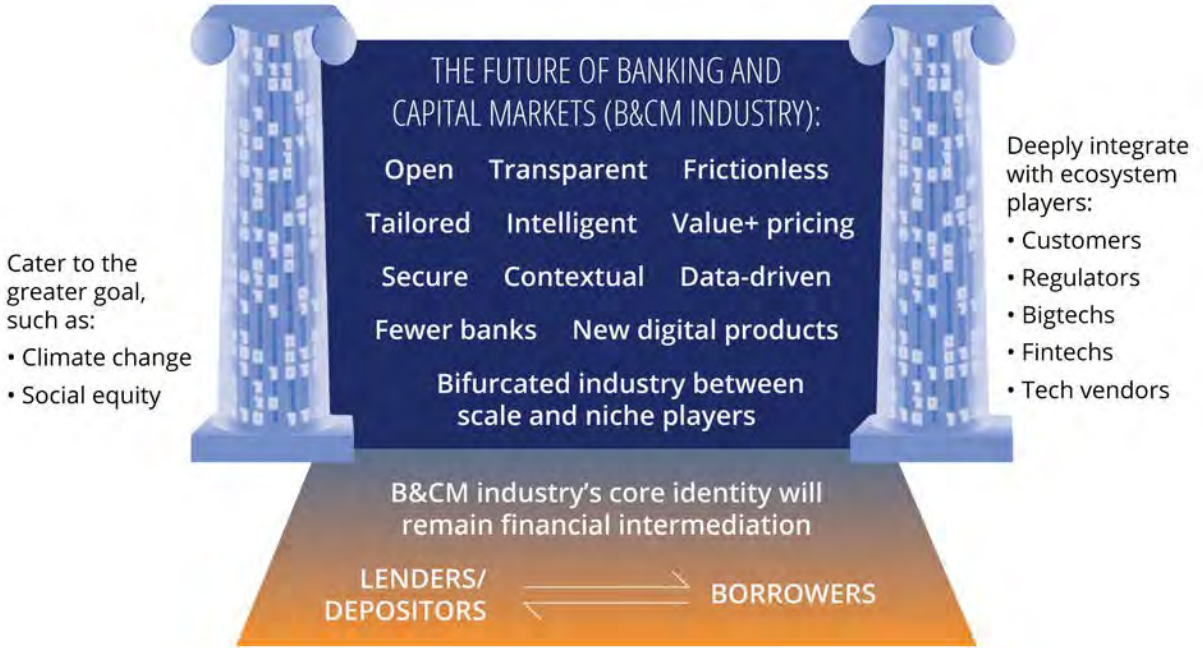 THE FUTURE OF BANKING AND
CAPITAL MARKETS (B&CM INDUSTRY):
Open Transparent Frictionless
Tailored Intelligent Value+ pricing
Secure Contextual Data-driven
Fewer banks New digital products
Bifurcated industry between
scale and niche players
Cater to the
greater goal,
such as:
• Climate change
• Social equity
Deeply integrate
with ecosystem
players:
• Customers
• Regulators
• Bigtechs
• Fintechs
• Tech vendors
B&CM industry’s core identity will
remain financial intermediation
LENDERS/
DEPOSITORS
BORROWERS